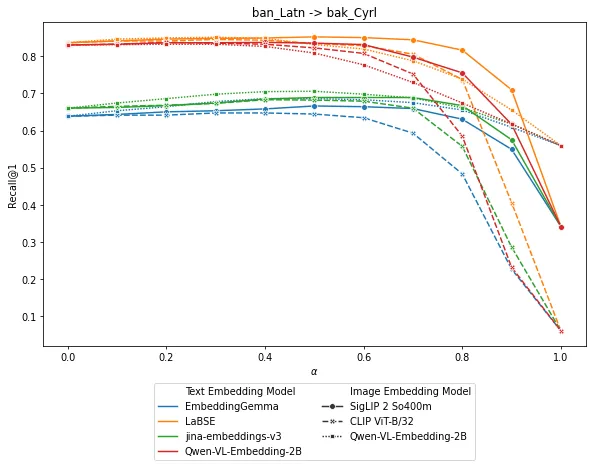 ban_Latn -> bak_Cyrl
Recall@1
0.8
0.7
0.6
0.5
0.4
0.3
0.2
0.1
0.0 0.2 0.4 0.6 0.8 1.0
α
Text Embedding Model Image Embedding Model
EmbeddingGemma SigLIP 2 So400m
LaBSE CLIP ViT-B/32
jina-embeddings-v3 Qwen-VL-Embedding-2B
Qwen-VL-Embedding-2B